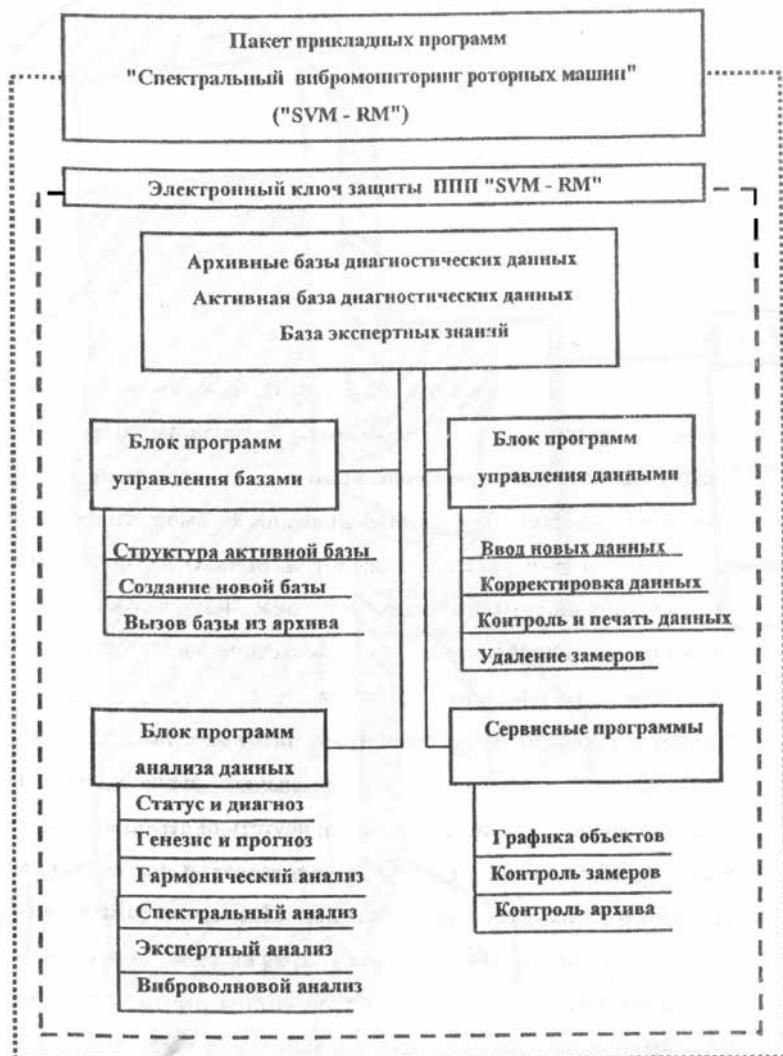 Пакет прикладных программ
"Спектральный вибромониторинг роторных машин"
("SVM - RM")
Электронный ключ защиты ППП "SVM - RM"
Архивные базы диагностических данных
Активная база диагностических данных
База экспертных знаний
Блок программ
управления базами
Структура активной базы
Создание новой базы
Вызов базы из архива
Блок программ
управления данными
Ввод новых данных
Корректировка данных
Контроль и печать данных
Удаление замеров
Блок программ
анализа данных
Статус и диагноз
Генезис и прогноз
Гармонический анализ
Спектральный анализ
Экспертный анализ
Виброволновой анализ
Сервисные программы
Графика объектов
Контроль замеров
Контроль архива